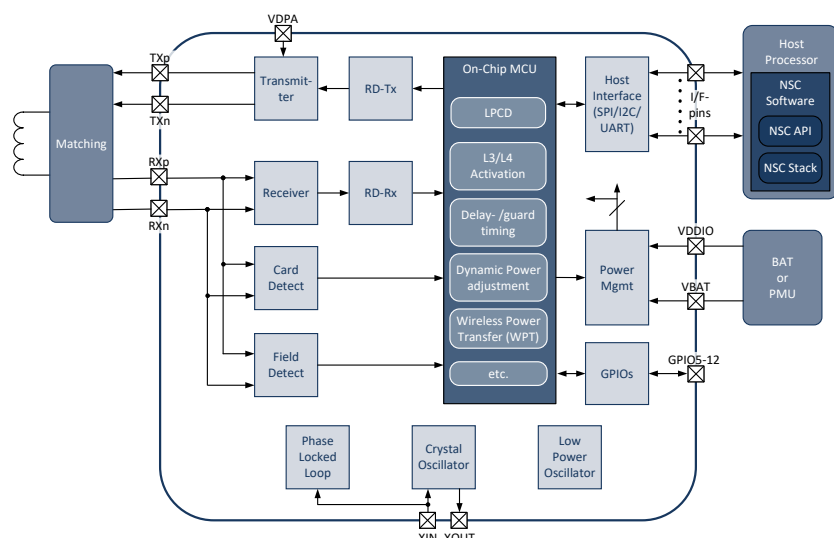 VDPA
TXp
TXn
RXp
RXn
Matching
Transmit-
ter
RD-Tx
Receiver
RD-Rx
Card
Detect
Field
Detect
On-Chip MCU
LPCD
L3/L4
Activation
Delay- /guard
timing
Dynamic Power
adjustment
Wireless Power
Transfer (WPT)
etc.
Host
Interface
(SPI/I2C/
UART)
I/F-
pins
Host
Processor
NSC
Software
NSC API
NSC Stack
Power
Mgmt
VDDIO
VBAT
BAT
or
PMU
GPIOs
GPIO5-12
Phase
Locked
Loop
Crystal
Oscillator
Low
Power
Oscillator
XIN
XOUT